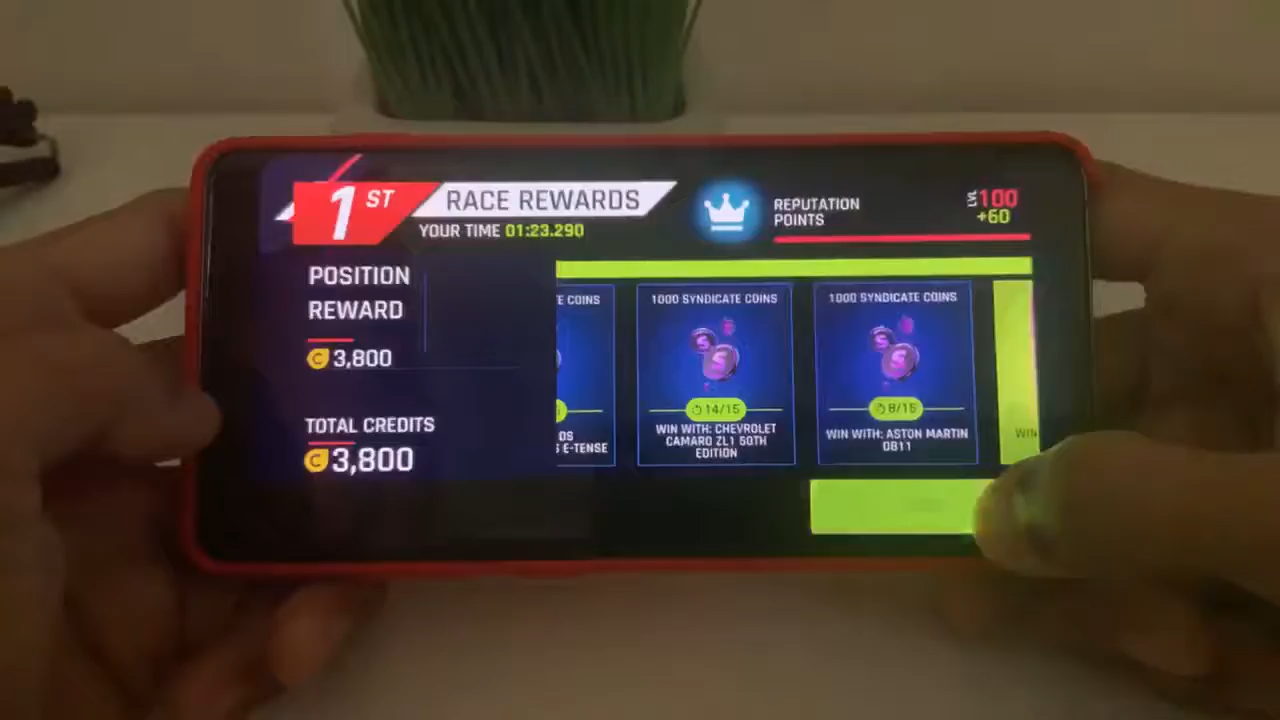 1ST
RACE REWARDS
YOUR TIME 01:23.290
REPUTATION
POINTS
LVL 100
+60
POSITION
REWARD
C 3,800
TOTAL CREDITS
C 3,800
COINS
E-TENSE
1000 SYNDICATE COINS
S
S
14/15
WIN WITH: CHEVROLET
CAMARO ZL1 50TH
EDITION
1000 SYNDICATE COINS
S
S
8/15
WIN WITH: ASTON MARTIN
DB11
WIN